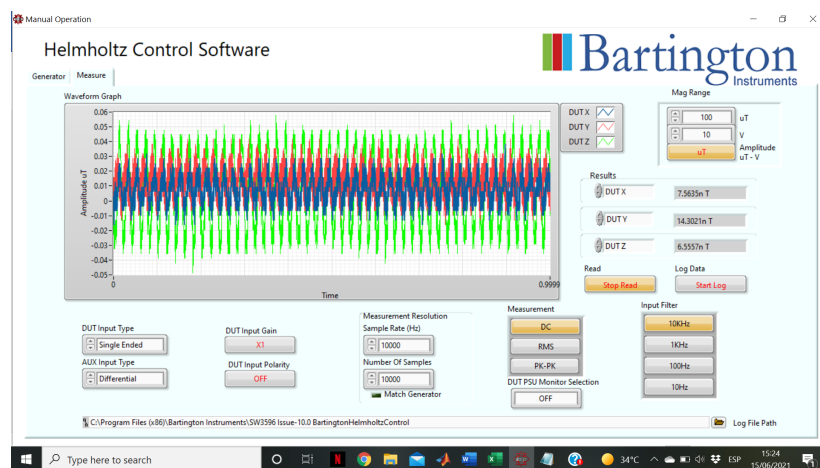 Manual Operation
Helmholtz Control Software
Bartington
Instruments
Generator
Measure
Waveform Graph
Mag Range
0.06
0.05
0.04
0.03
0.02
0.01
0
-0.01
-0.02
-0.03
-0.04
-0.05
Amplitude uT
0
0.9999
Time
DUT X
DUT Y
DUT Z
100
uT
10
V
uT
Amplitude
uT - V
Results
DUT X
7.5635n T
DUT Y
14.3021n T
DUT Z
6.5557n T
Read
Log Data
Stop Read
Start Log
DUT Input Type
Single Ended
AUX Input Type
Differential
DUT Input Gain
X1
DUT Input Polarity
OFF
Measurement Resolution
Sample Rate (Hz)
10000
Number Of Samples
10000
Match Generator
Measurement
DC
RMS
PK-PK
DUT PSU Monitor Selection
OFF
Input Filter
10KHz
1KHz
100Hz
10Hz
C:\Program Files (x86)\Bartington Instruments\SW3596 Issue-10.0 BartingtonHelmholtzControl
Log File Path
Type here to search
34°C
ESP
15:24
15/06/2021